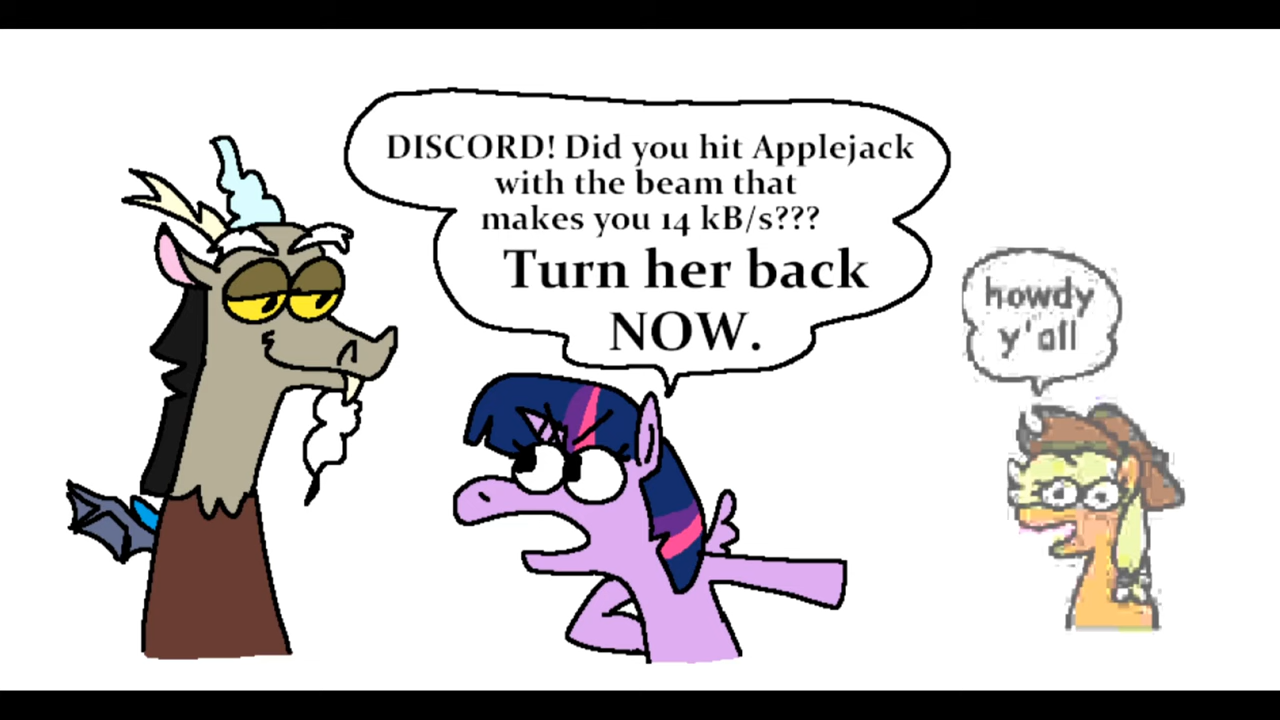 DISCORD! Did you hit Applejack
with the beam that
makes you 14 kB/s???
Turn her back
NOW.
howdy
y'all